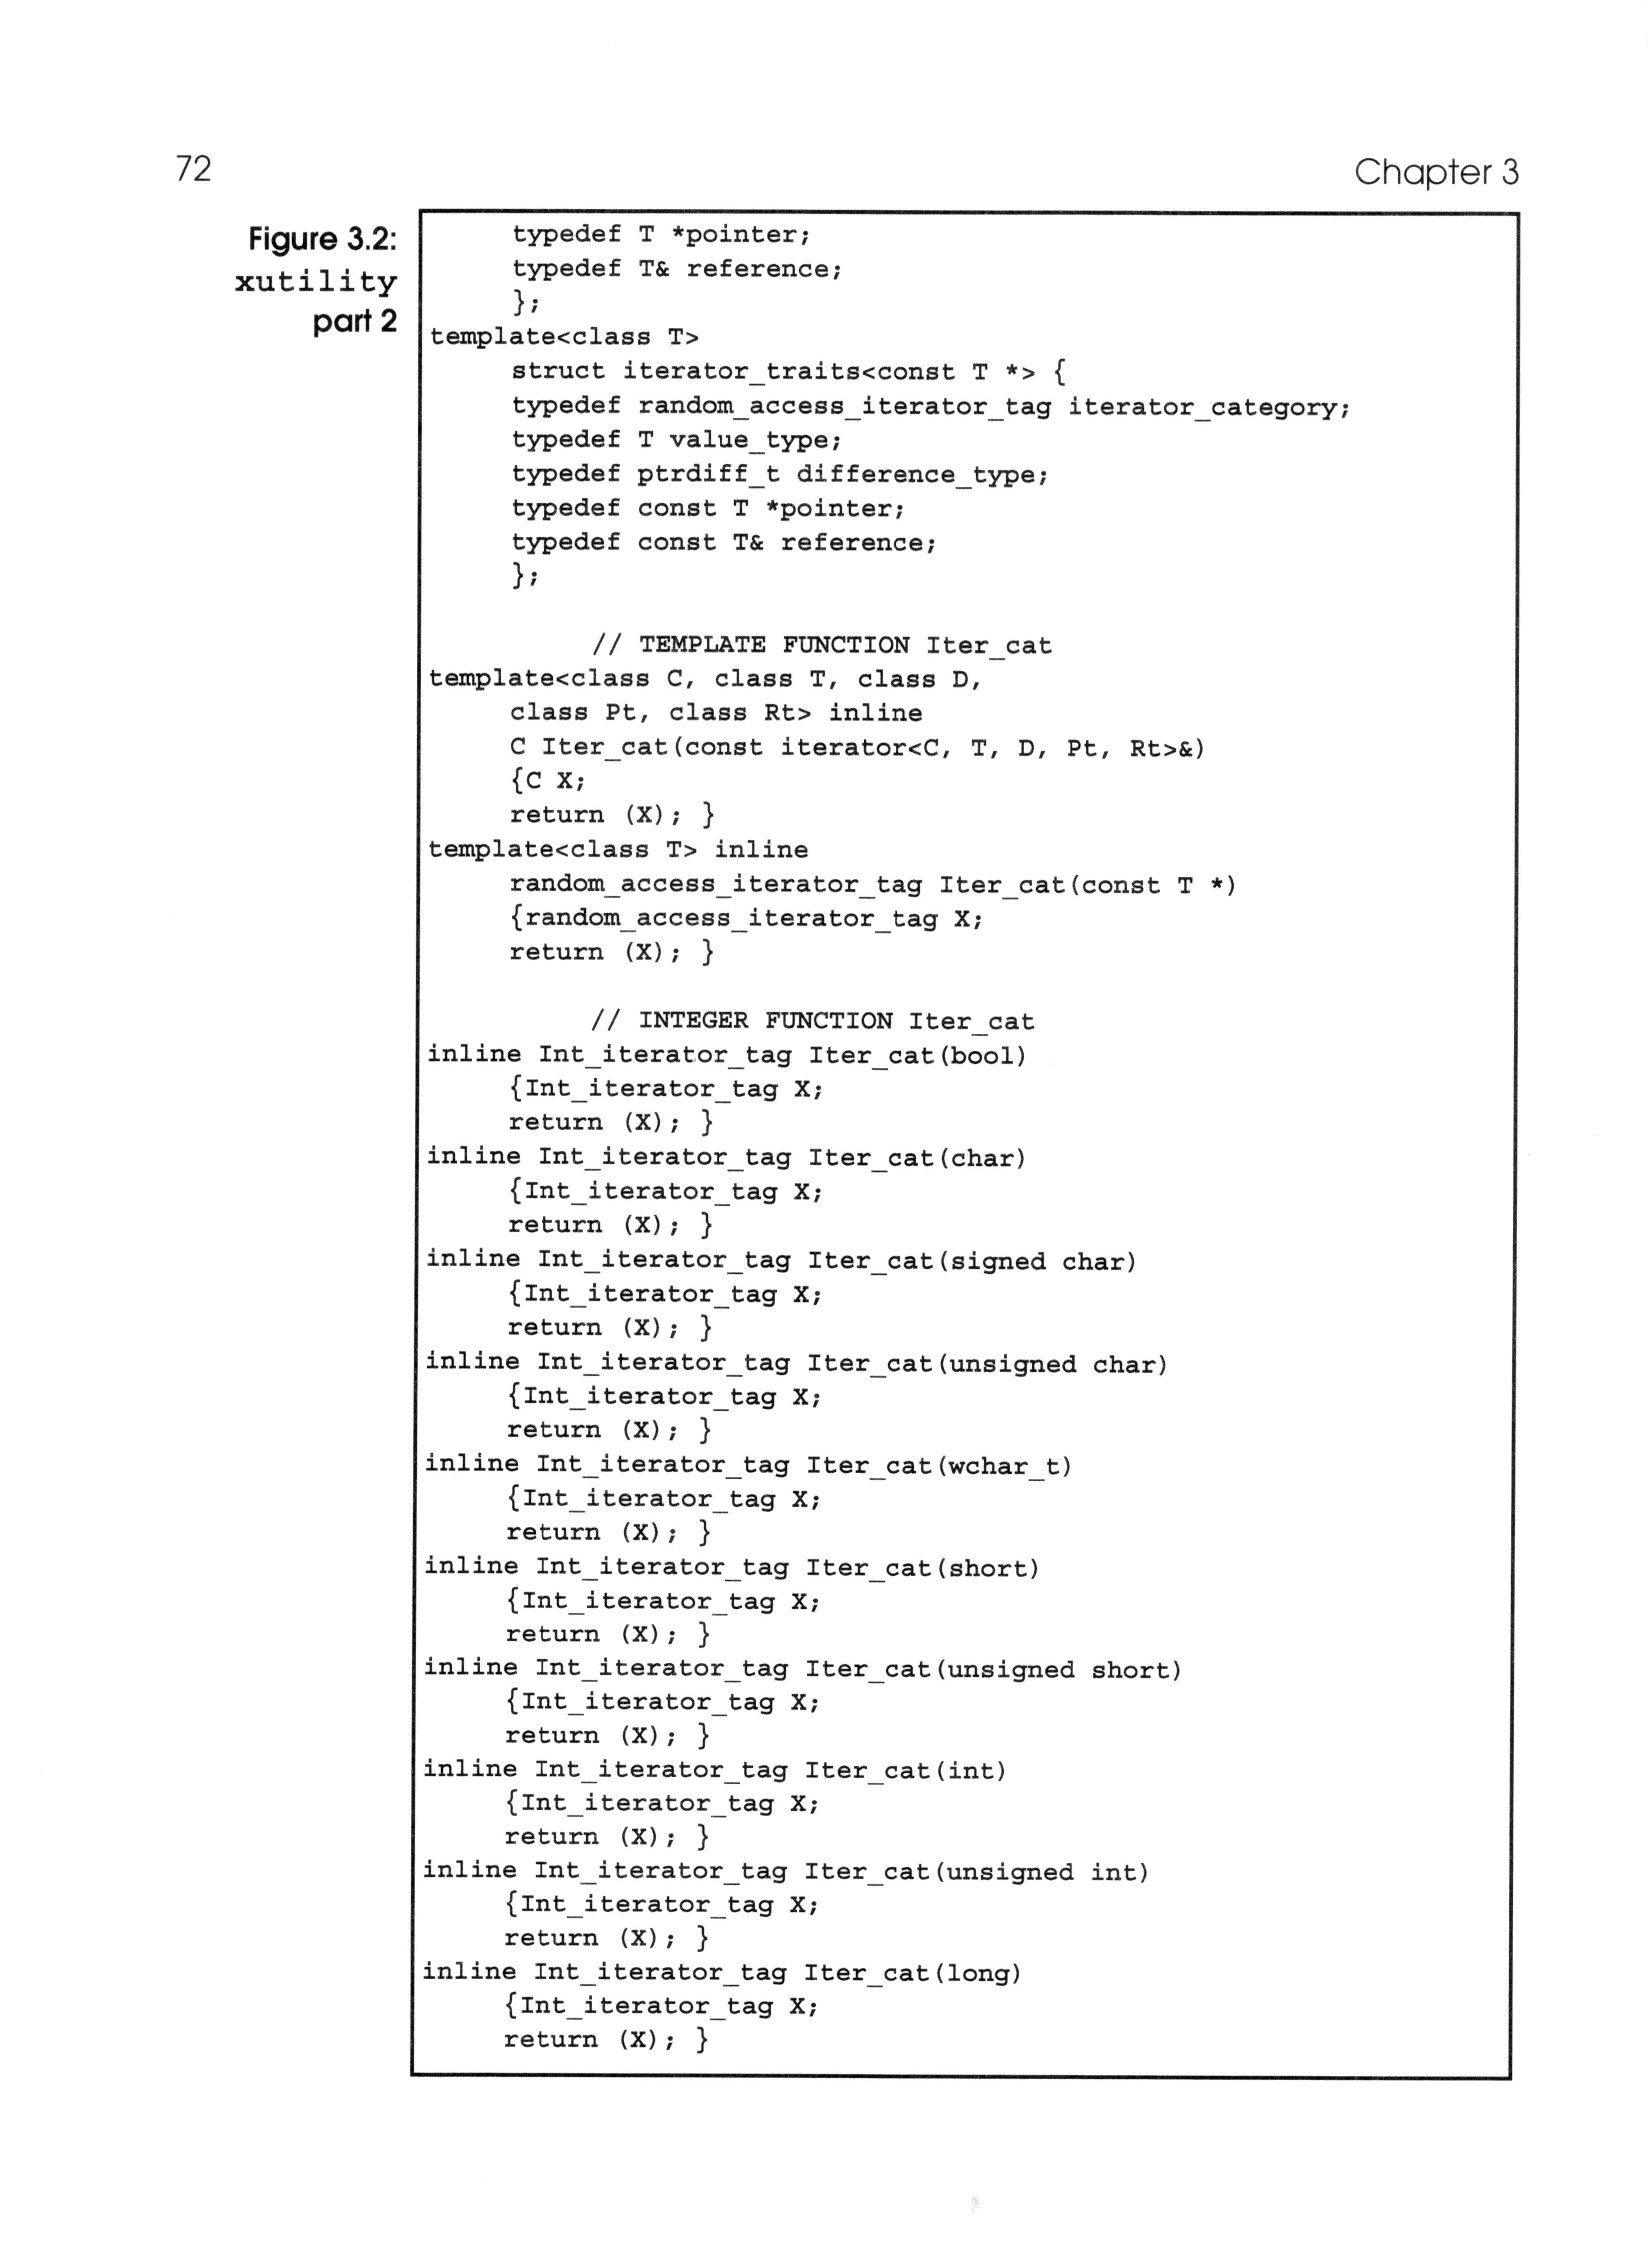 72
Chapter 3
Figure 3.2:
xutility
part 2
typedef T *pointer;
typedef T& reference;
};
template<class T>
struct iterator_traits<const T *> {
typedef random_access_iterator_tag iterator_category;
typedef T value_type;
typedef ptrdiff_t difference_type;
typedef const T *pointer;
typedef const T& reference;
};
// TEMPLATE FUNCTION Iter_cat
template<class C, class T, class D,
class Pt, class Rt> inline
C Iter_cat(const iterator<C, T, D, Pt, Rt>&)
{C X;
return (X); }
template<class T> inline
random_access_iterator_tag Iter_cat(const T *)
{random_access_iterator_tag X;
return (X); }
// INTEGER FUNCTION Iter_cat
inline Int_iterator_tag Iter_cat(bool)
{Int_iterator_tag X;
return (X); }
inline Int_iterator_tag Iter_cat(char)
{Int_iterator_tag X;
return (X); }
inline Int_iterator_tag Iter_cat(signed char)
{Int_iterator_tag X;
return (X); }
inline Int_iterator_tag Iter_cat(unsigned char)
{Int_iterator_tag X;
return (X); }
inline Int_iterator_tag Iter_cat(wchar_t)
{Int_iterator_tag X;
return (X); }
inline Int_iterator_tag Iter_cat(short)
{Int_iterator_tag X;
return (X); }
inline Int_iterator_tag Iter_cat(unsigned short)
{Int_iterator_tag X;
return (X); }
inline Int_iterator_tag Iter_cat(int)
{Int_iterator_tag X;
return (X); }
inline Int_iterator_tag Iter_cat(unsigned int)
{Int_iterator_tag X;
return (X); }
inline Int_iterator_tag Iter_cat(long)
{Int_iterator_tag X;
return (X); }